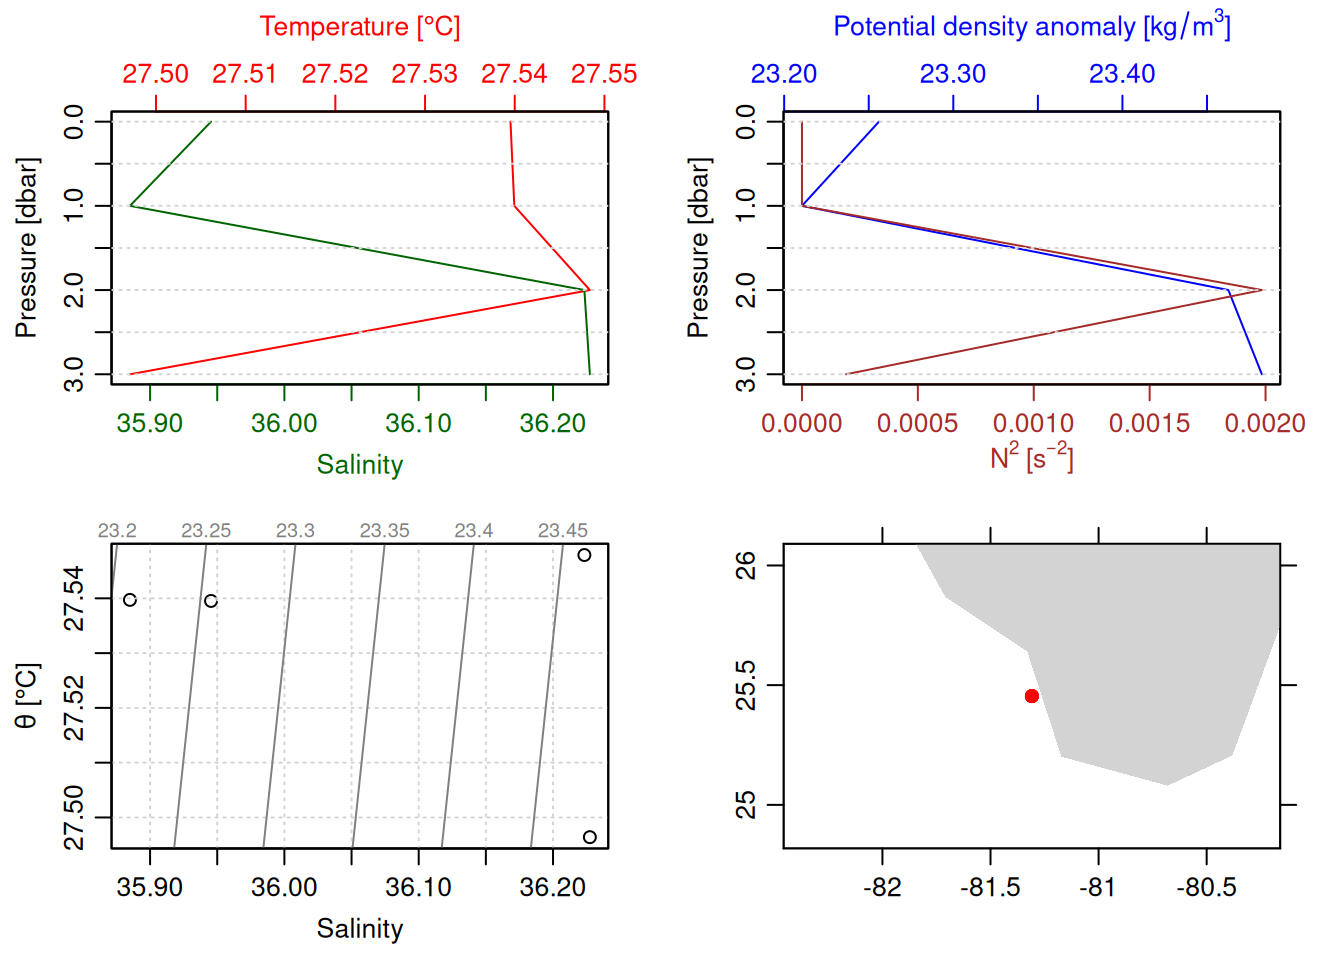 Temperature [°C]
27.50 27.51 27.52 27.53 27.54 27.55
Pressure [dbar]
0.0
1.0
2.0
3.0
35.90 36.00 36.10 36.20
Salinity
Potential density anomaly [kg/m³]
23.20 23.30 23.40
Pressure [dbar]
0.0
1.0
2.0
3.0
0.0000 0.0005 0.0010 0.0015 0.0020
N² [s⁻²]
23.2 23.25 23.3 23.35 23.4 23.45
θ [°C]
27.54
27.52
27.50
35.90 36.00 36.10 36.20
Salinity
26
25.5
25
-82 -81.5 -81 -80.5